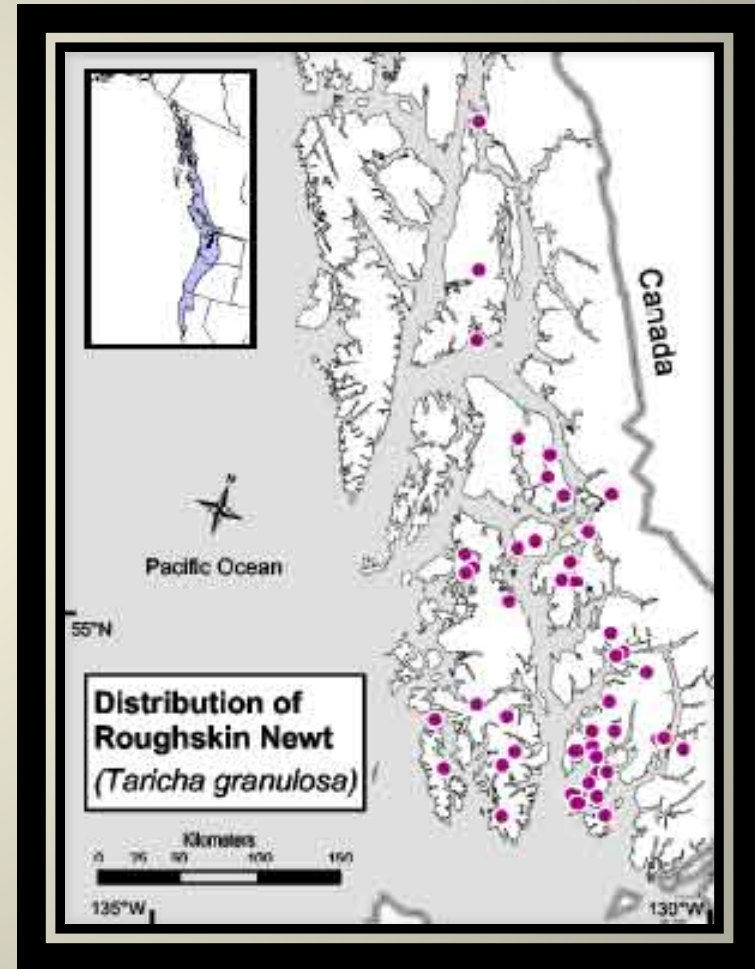 Canada
N
Pacific Ocean
55°N
Distribution of
Roughskin Newt
(Taricha granulosa)
Kilometers
0 25 50 100 150
135°W
130°W